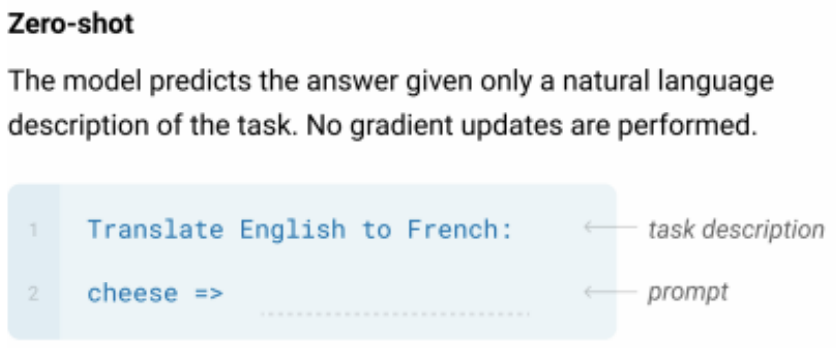 Zero-shot
The model predicts the answer given only a natural language
description of the task. No gradient updates are performed.
1 Translate English to French: task description
2 cheese => prompt